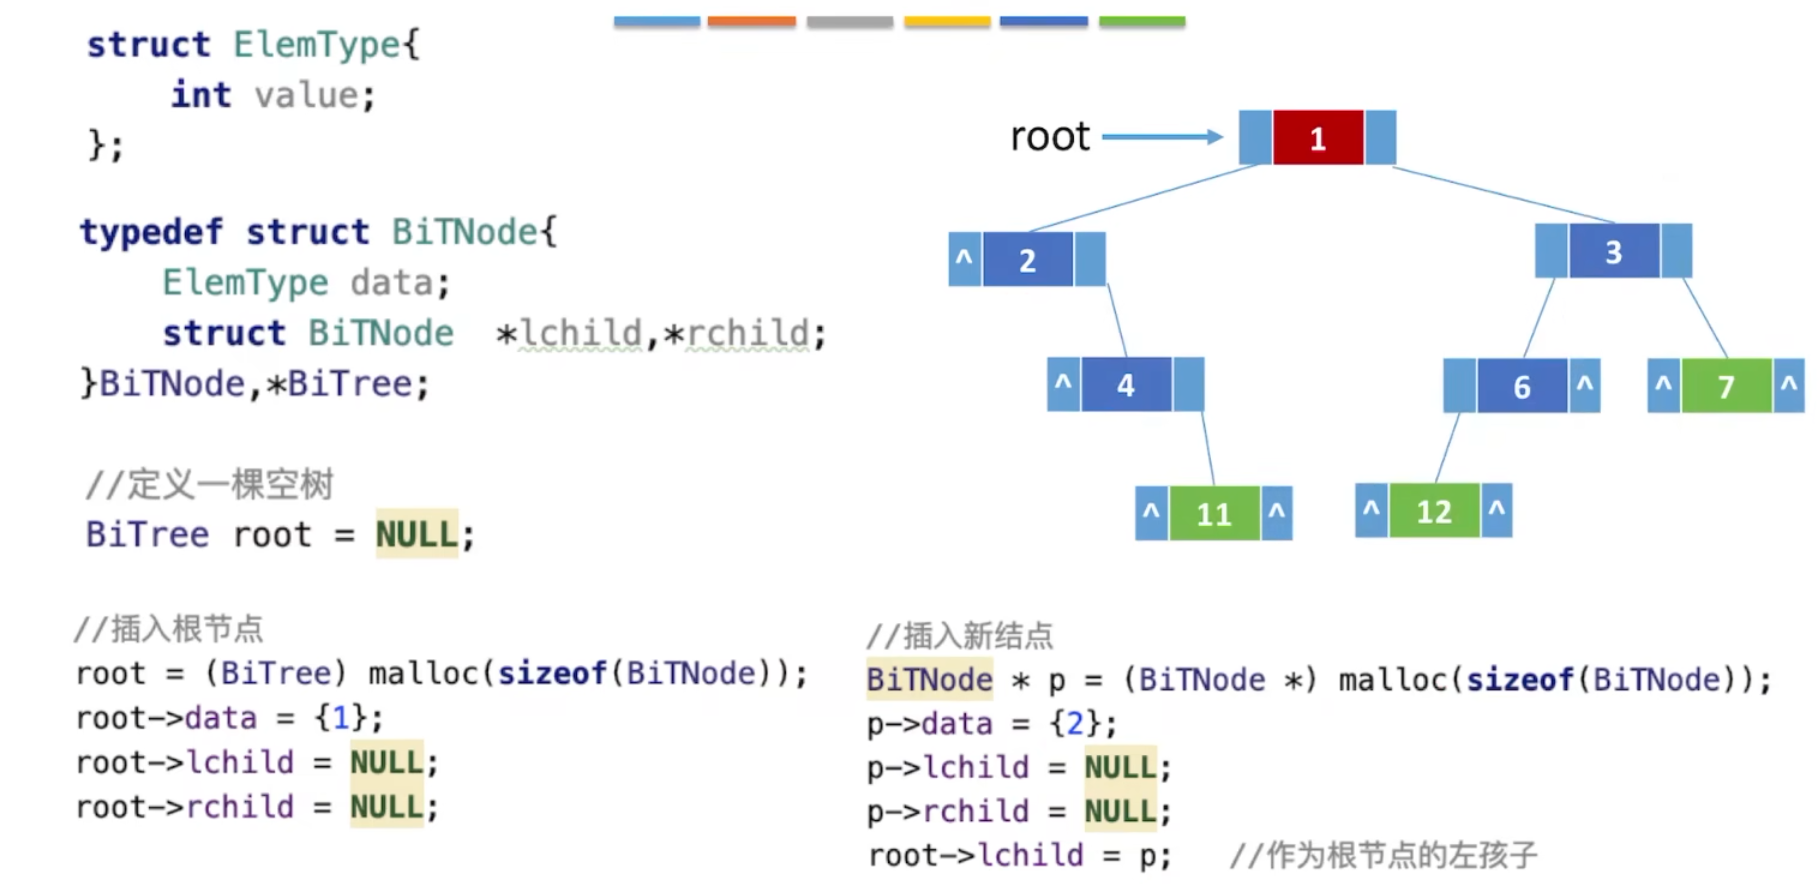 struct ElemType{
    int value;
};
typedef struct BiTNode{
    ElemType data;
    struct BiTNode  *lchild,*rchild;
}BiTNode,*BiTree;
//定义一棵空树
BiTree root = NULL;
//插入根节点
root = (BiTree) malloc(sizeof(BiTNode));
root->data = {1};
root->lchild = NULL;
root->rchild = NULL;
root
1
^ 2
3
^ 4
6 ^
^ 7 ^
^ 11 ^
^ 12 ^
//插入新结点
BiTNode * p = (BiTNode *) malloc(sizeof(BiTNode));
p->data = {2};
p->lchild = NULL;
p->rchild = NULL;
root->lchild = p;   //作为根节点的左孩子